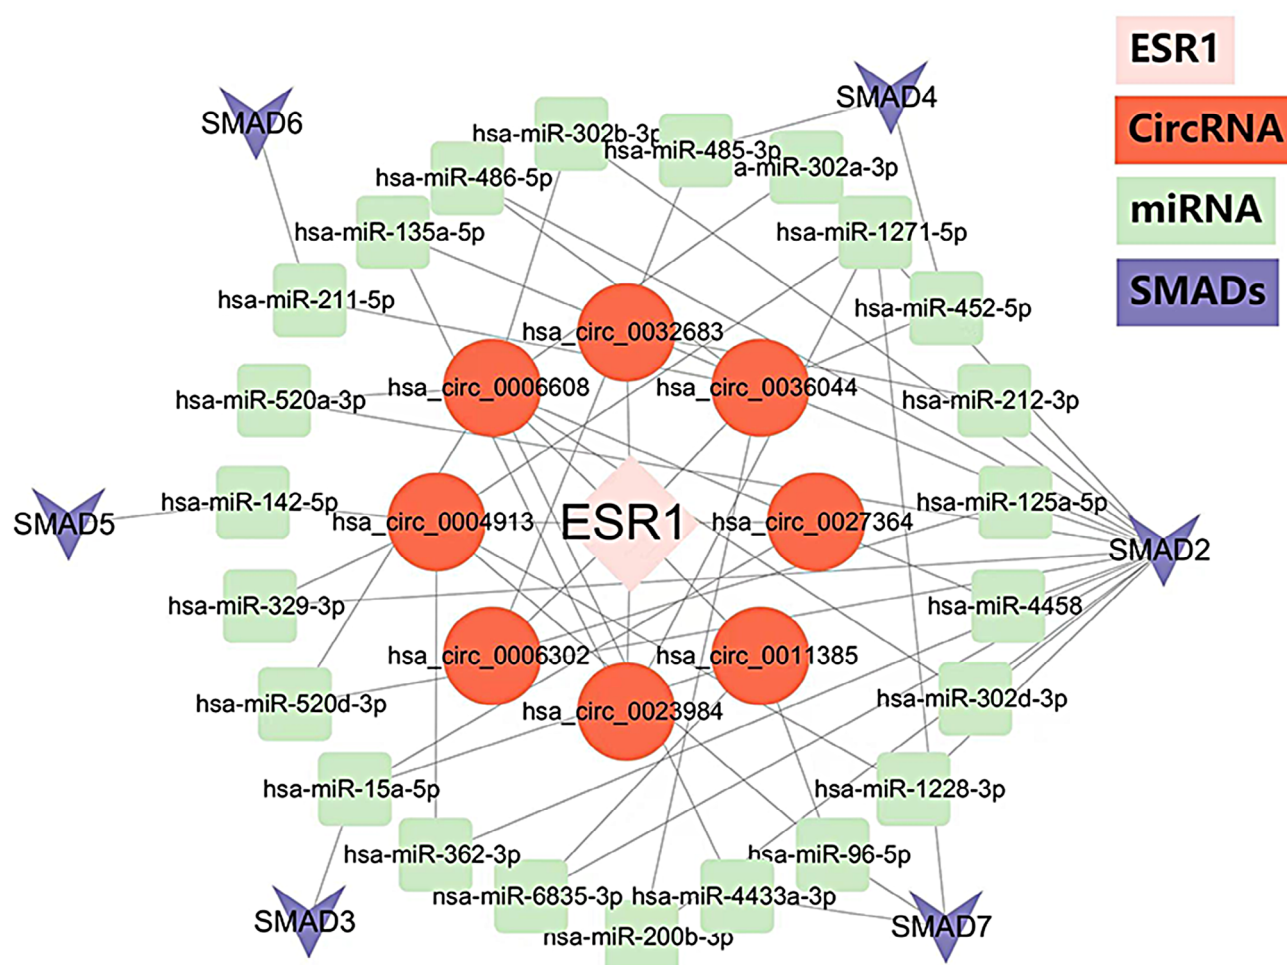 ESR1
SMAD4
SMAD6
CircRNA
hsa-miR-302b-3p
hsa-miR-485-3p
a-miR-302a-3p
hsa-miR-486-5p
miRNA
hsa-miR-135a-5p
hsa-miR-1271-5p
SMADs
hsa-miR-211-5p
hsa-miR-452-5p
hsa_circ_0032683
hsa_circ_0006608
hsa_circ_0036044
hsa-miR-520a-3p
hsa-miR-212-3p
hsa-miR-142-5p
hsa-miR-125a-5p
SMAD5
hsa_circ_0004913
ESR1
hsa_circ_0027364
SMAD2
hsa-miR-329-3p
hsa-miR-4458
hsa_circ_0006302
hsa_circ_0011385
hsa-miR-520d-3p
hsa_circ_0023984
hsa-miR-302d-3p
hsa-miR-15a-5p
hsa-miR-1228-3p
hsa-miR-362-3p
hsa-miR-96-5p
hsa-miR-6835-3p
hsa-miR-4433a-3p
SMAD3
SMAD7
hsa-miR-200b-3p